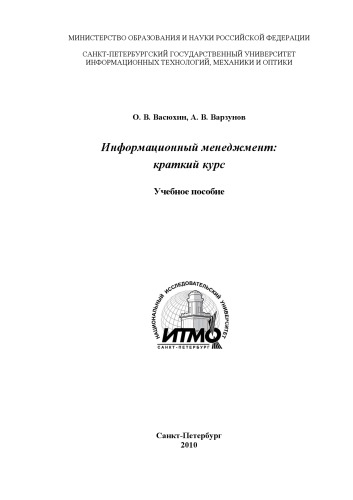 МИНИСТЕРСТВО ОБРАЗОВАНИЯ И НАУКИ РОССИЙСКОЙ ФЕДЕРАЦИИ
САНКТ-ПЕТЕРБУРГСКИЙ ГОСУДАРСТВЕННЫЙ УНИВЕРСИТЕТ
ИНФОРМАЦИОННЫХ ТЕХНОЛОГИЙ, МЕХАНИКИ И ОПТИКИ
О. В. Васюхин, А. В. Варзунов
Информационный менеджмент:
краткий курс
Учебное пособие
НАЦИОНАЛЬНЫЙ ИССЛЕДОВАТЕЛЬСКИЙ УНИВЕРСИТЕТ
ИТМО
САНКТ-ПЕТЕРБУРГ
Санкт-Петербург
2010